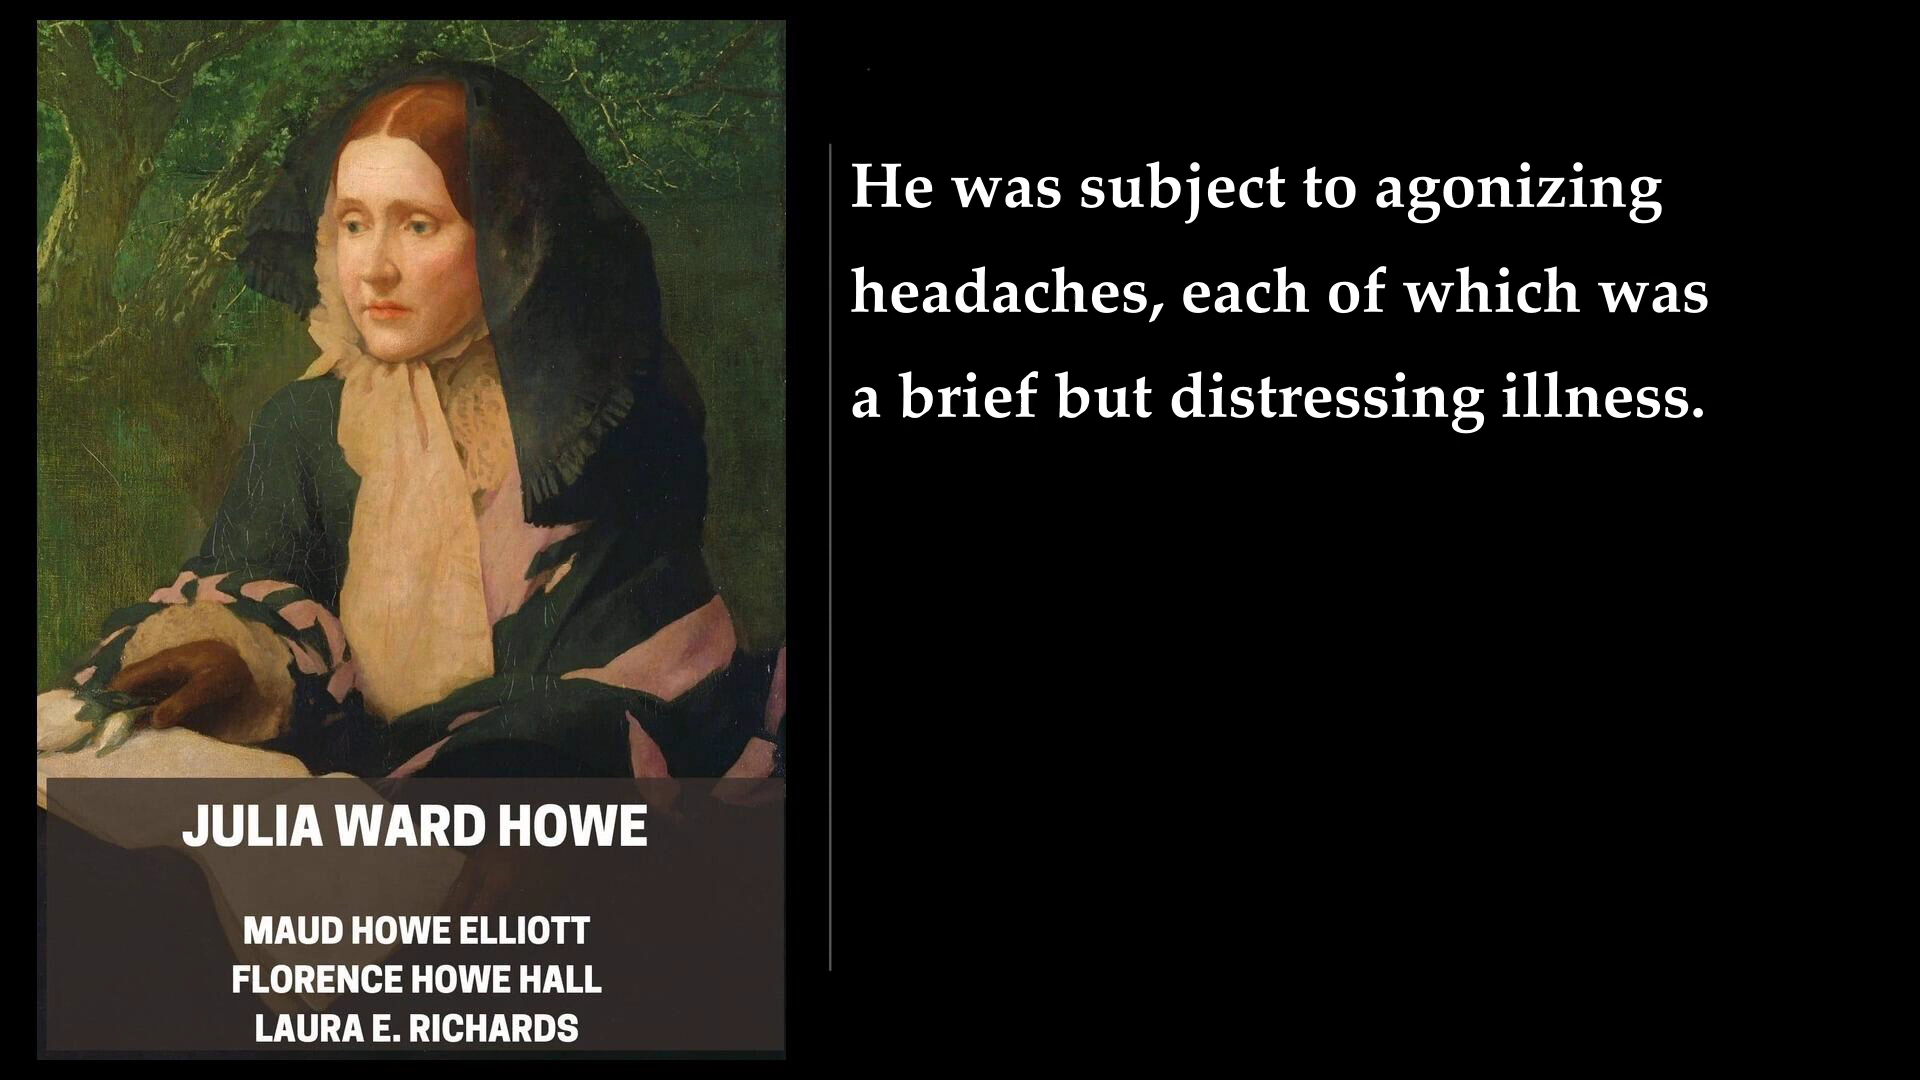 JULIA WARD HOWE
MAUD HOWE ELLIOTT
FLORENCE HOWE HALL
LAURA E. RICHARDS
He was subject to agonizing
headaches, each of which was
a brief but distressing illness.